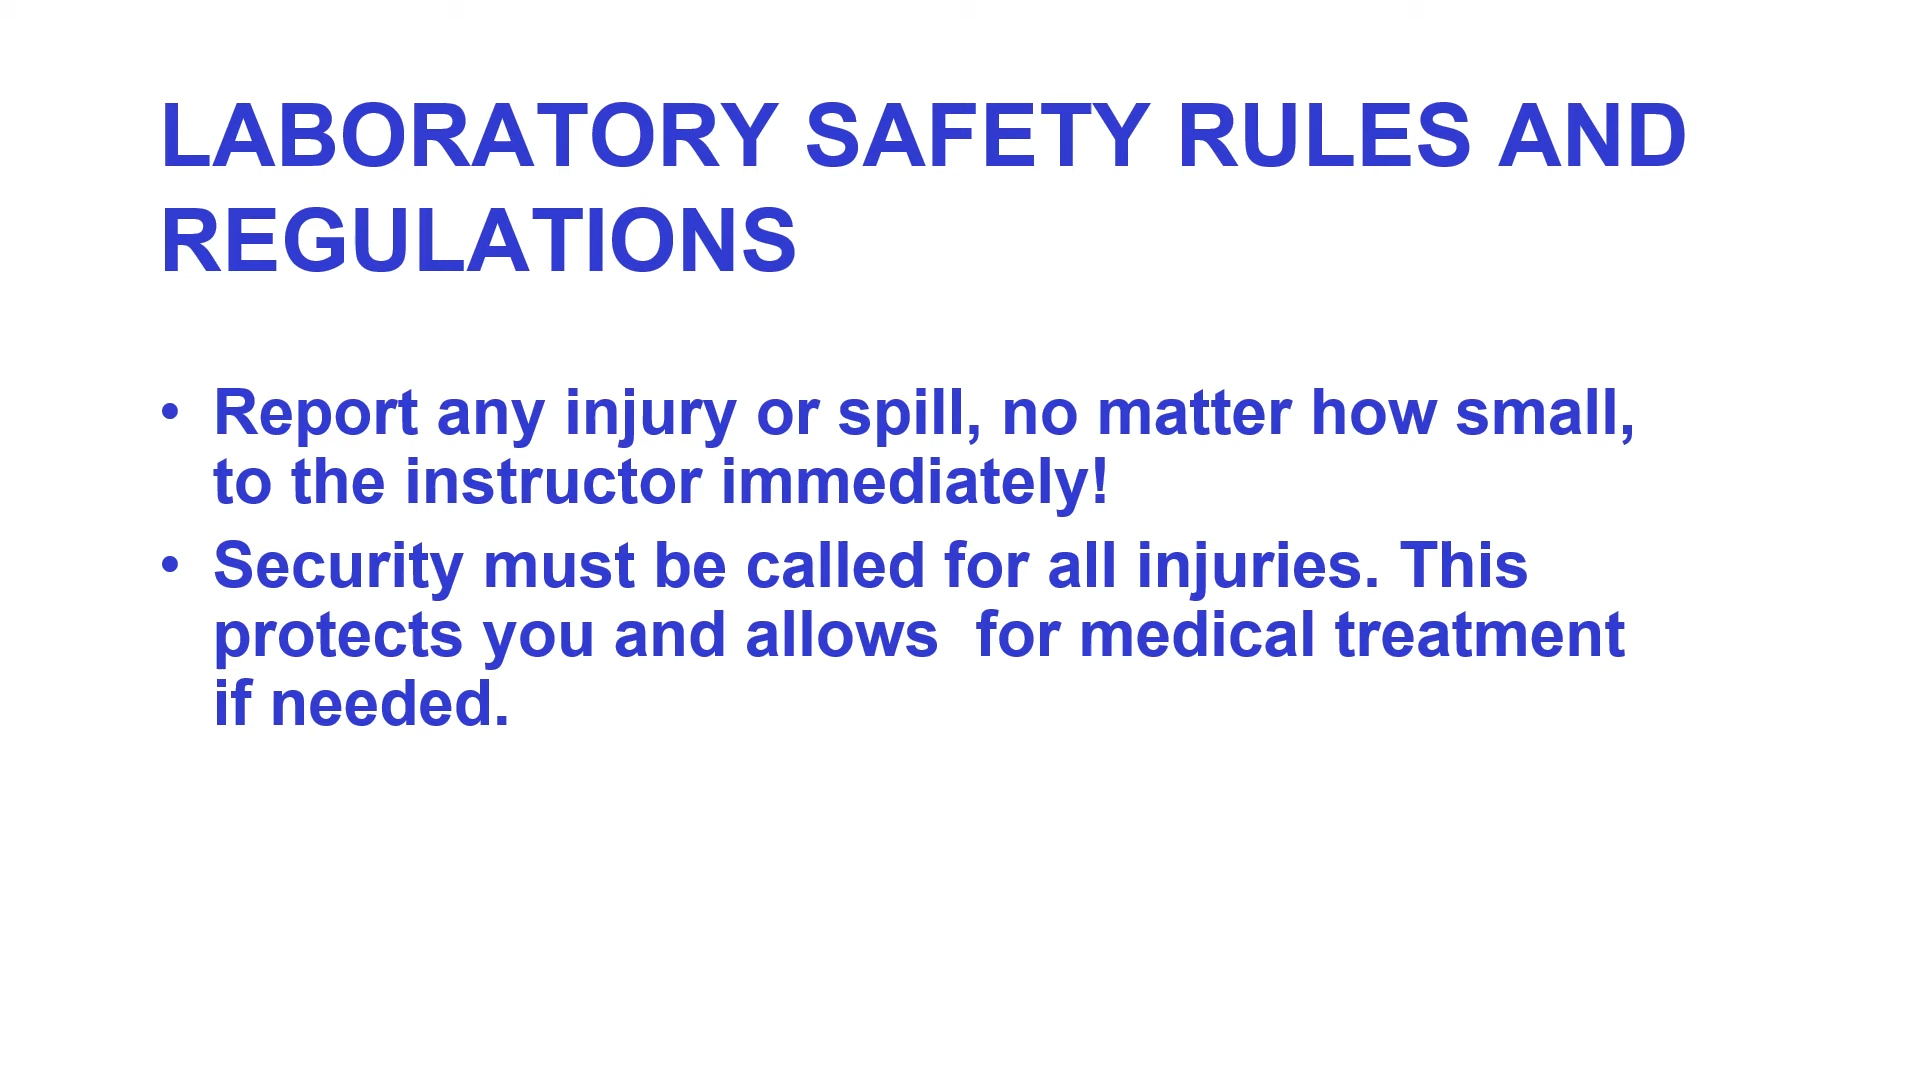 LABORATORY SAFETY RULES AND
REGULATIONS
• Report any injury or spill, no matter how small,
to the instructor immediately!
• Security must be called for all injuries. This
protects you and allows  for medical treatment
if needed.